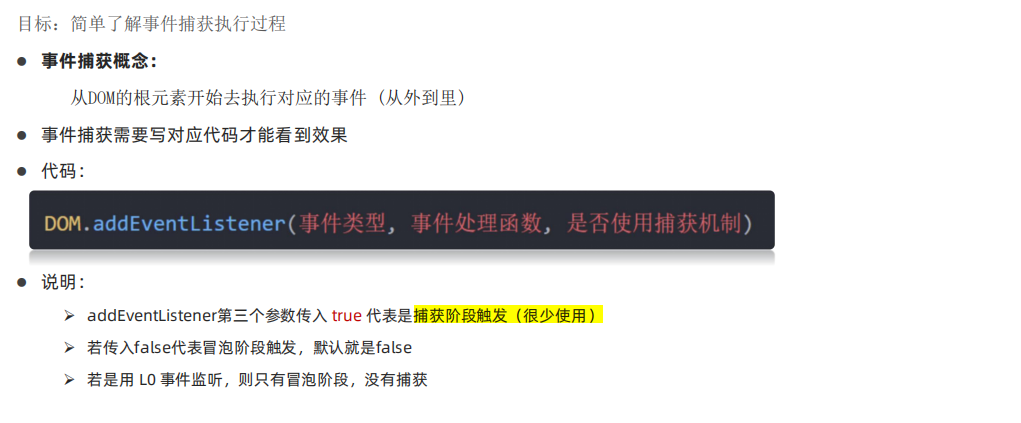 目标：简单了解事件捕获执行过程
● 事件捕获概念：
从DOM的根元素开始去执行对应的事件 (从外到里)
● 事件捕获需要写对应代码才能看到效果
● 代码：
DOM.addEventListener(事件类型, 事件处理函数, 是否使用捕获机制)
● 说明：
➢ addEventListener第三个参数传入 true 代表是捕获阶段触发（很少使用）
➢ 若传入false代表冒泡阶段触发，默认就是false
➢ 若是用 L0 事件监听，则只有冒泡阶段，没有捕获